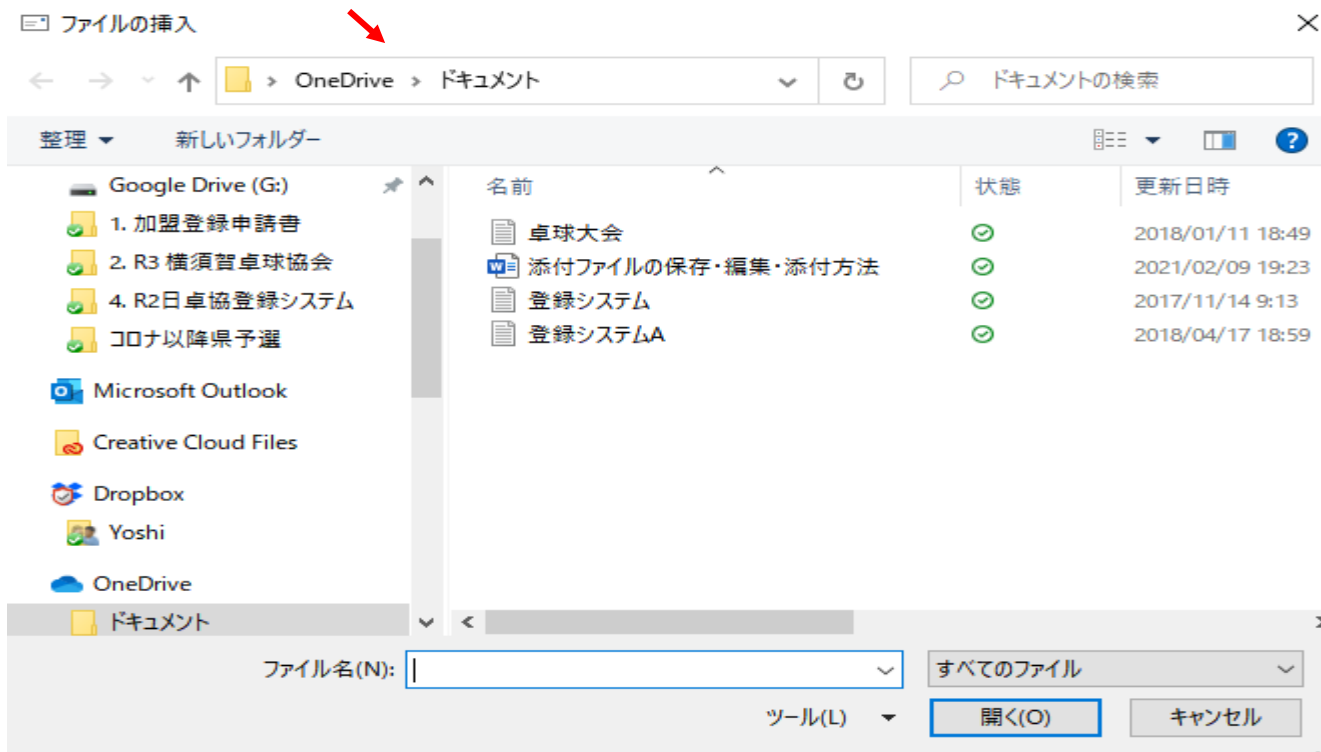 ファイルの挿入
OneDrive › ドキュメント
ドキュメントの検索
整理 新しいフォルダー
Google Drive (G:)
1. 加盟登録申請書
2. R3 横須賀卓球協会
4. R2日卓協登録システム
コロナ以降県予選
Microsoft Outlook
Creative Cloud Files
Dropbox
Yoshi
OneDrive
ドキュメント
名前 状態 更新日時
卓球大会 2018/01/11 18:49
添付ファイルの保存・編集・添付方法 2021/02/09 19:23
登録システム 2017/11/14 9:13
登録システムA 2018/04/17 18:59
ファイル名(N): すべてのファイル
ツール(L) 開く(O) キャンセル